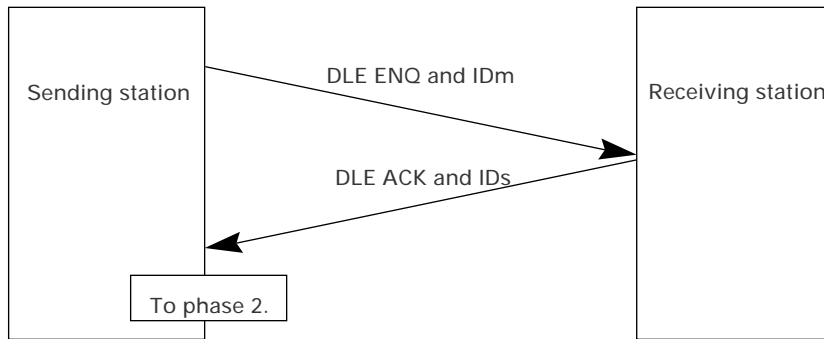 DLE ENQ and IDm
Sending station
Receiving station
DLE ACK and IDs
To phase 2.